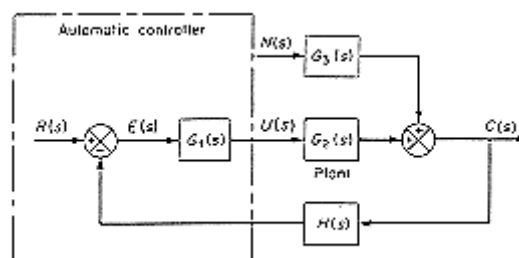 Automatic controller
N(s)
G3(s)
R(s)
E(s)
G1(s)
U(s)
G2(s)
C(s)
Plant
H(s)